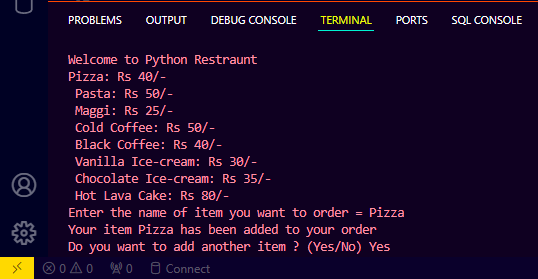 PROBLEMS OUTPUT DEBUG CONSOLE TERMINAL PORTS SQL CONSOLE
Welcome to Python Restraunt
Pizza: Rs 40/-
Pasta: Rs 50/-
Maggi: Rs 25/-
Cold Coffee: Rs 50/-
Black Coffee: Rs 40/-
Vanilla Ice-cream: Rs 30/-
Chocolate Ice-cream: Rs 35/-
Hot Lava Cake: Rs 80/-
Enter the name of item you want to order = Pizza
Your item Pizza has been added to your order
Do you want to add another item ? (Yes/No) Yes
0 0 0 Connect